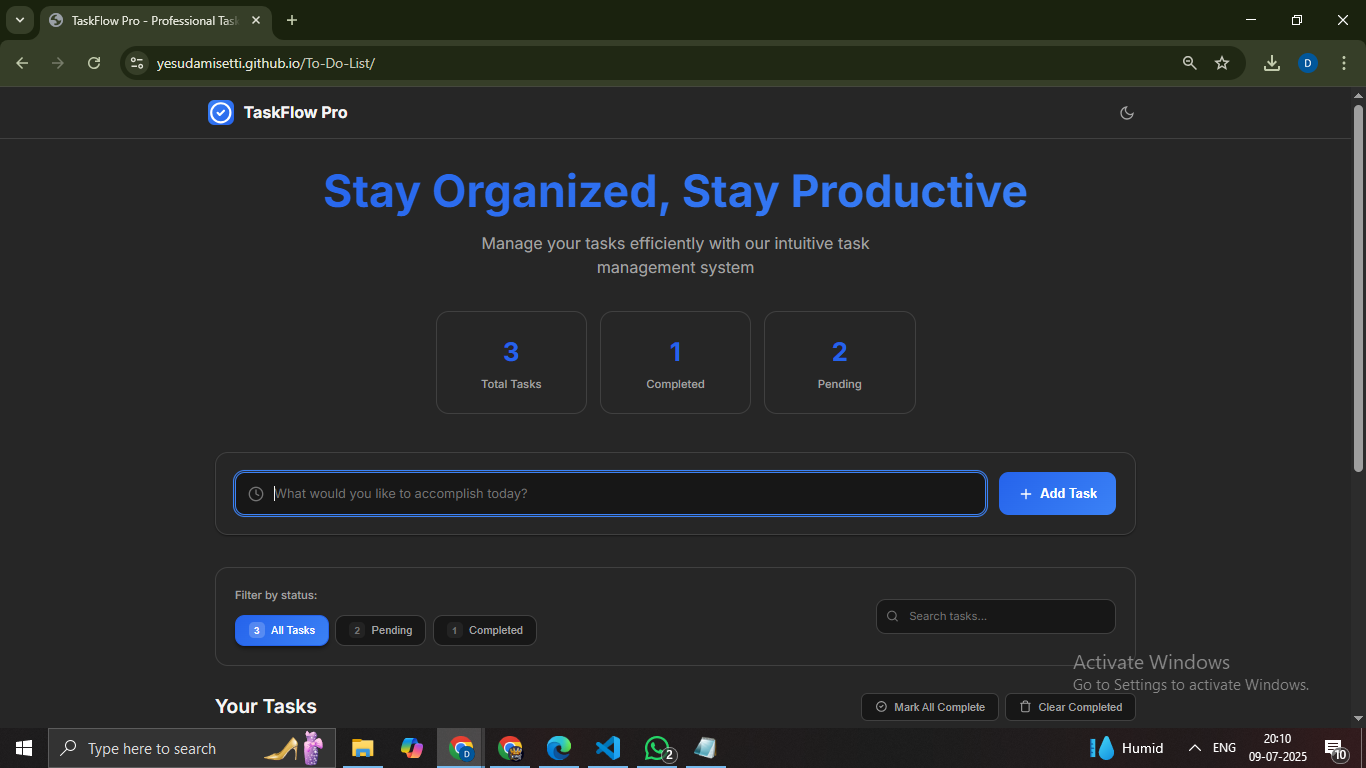 TaskFlow Pro - Professional Task
yesudamisetti.github.io/To-Do-List/
D
TaskFlow Pro
Stay Organized, Stay Productive
Manage your tasks efficiently with our intuitive task
management system
3
Total Tasks
1
Completed
2
Pending
What would you like to accomplish today?
+ Add Task
Filter by status:
3 All Tasks
2 Pending
1 Completed
Search tasks...
Activate Windows
Go to Settings to activate Windows.
Your Tasks
Mark All Complete
Clear Completed
Type here to search
D
2
Humid
ENG
20:10
09-07-2025
10